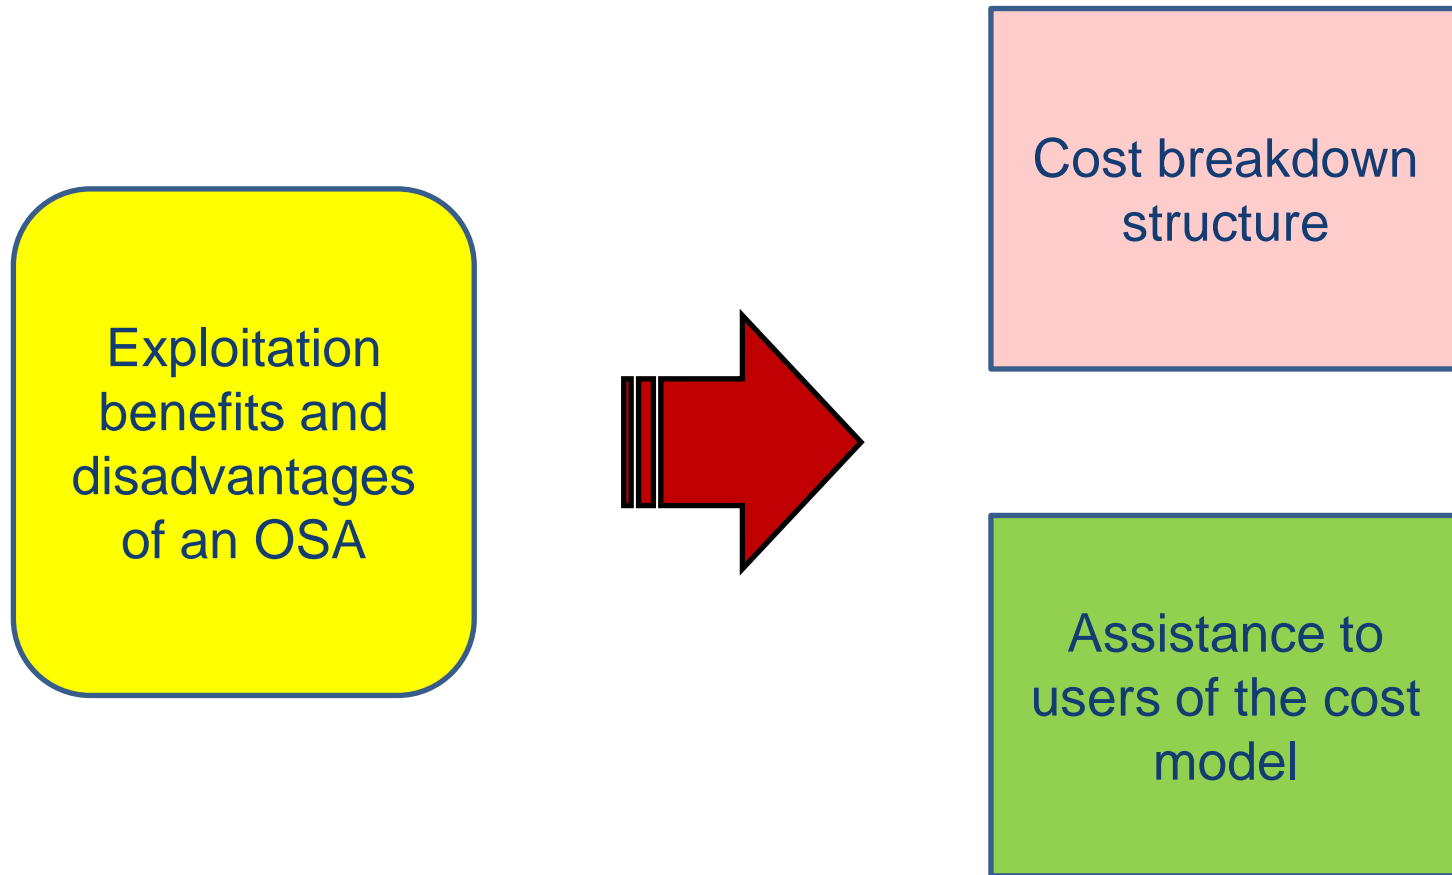 Exploitation
benefits and
disadvantages
of an OSA
Cost breakdown
structure
Assistance to
users of the cost
model